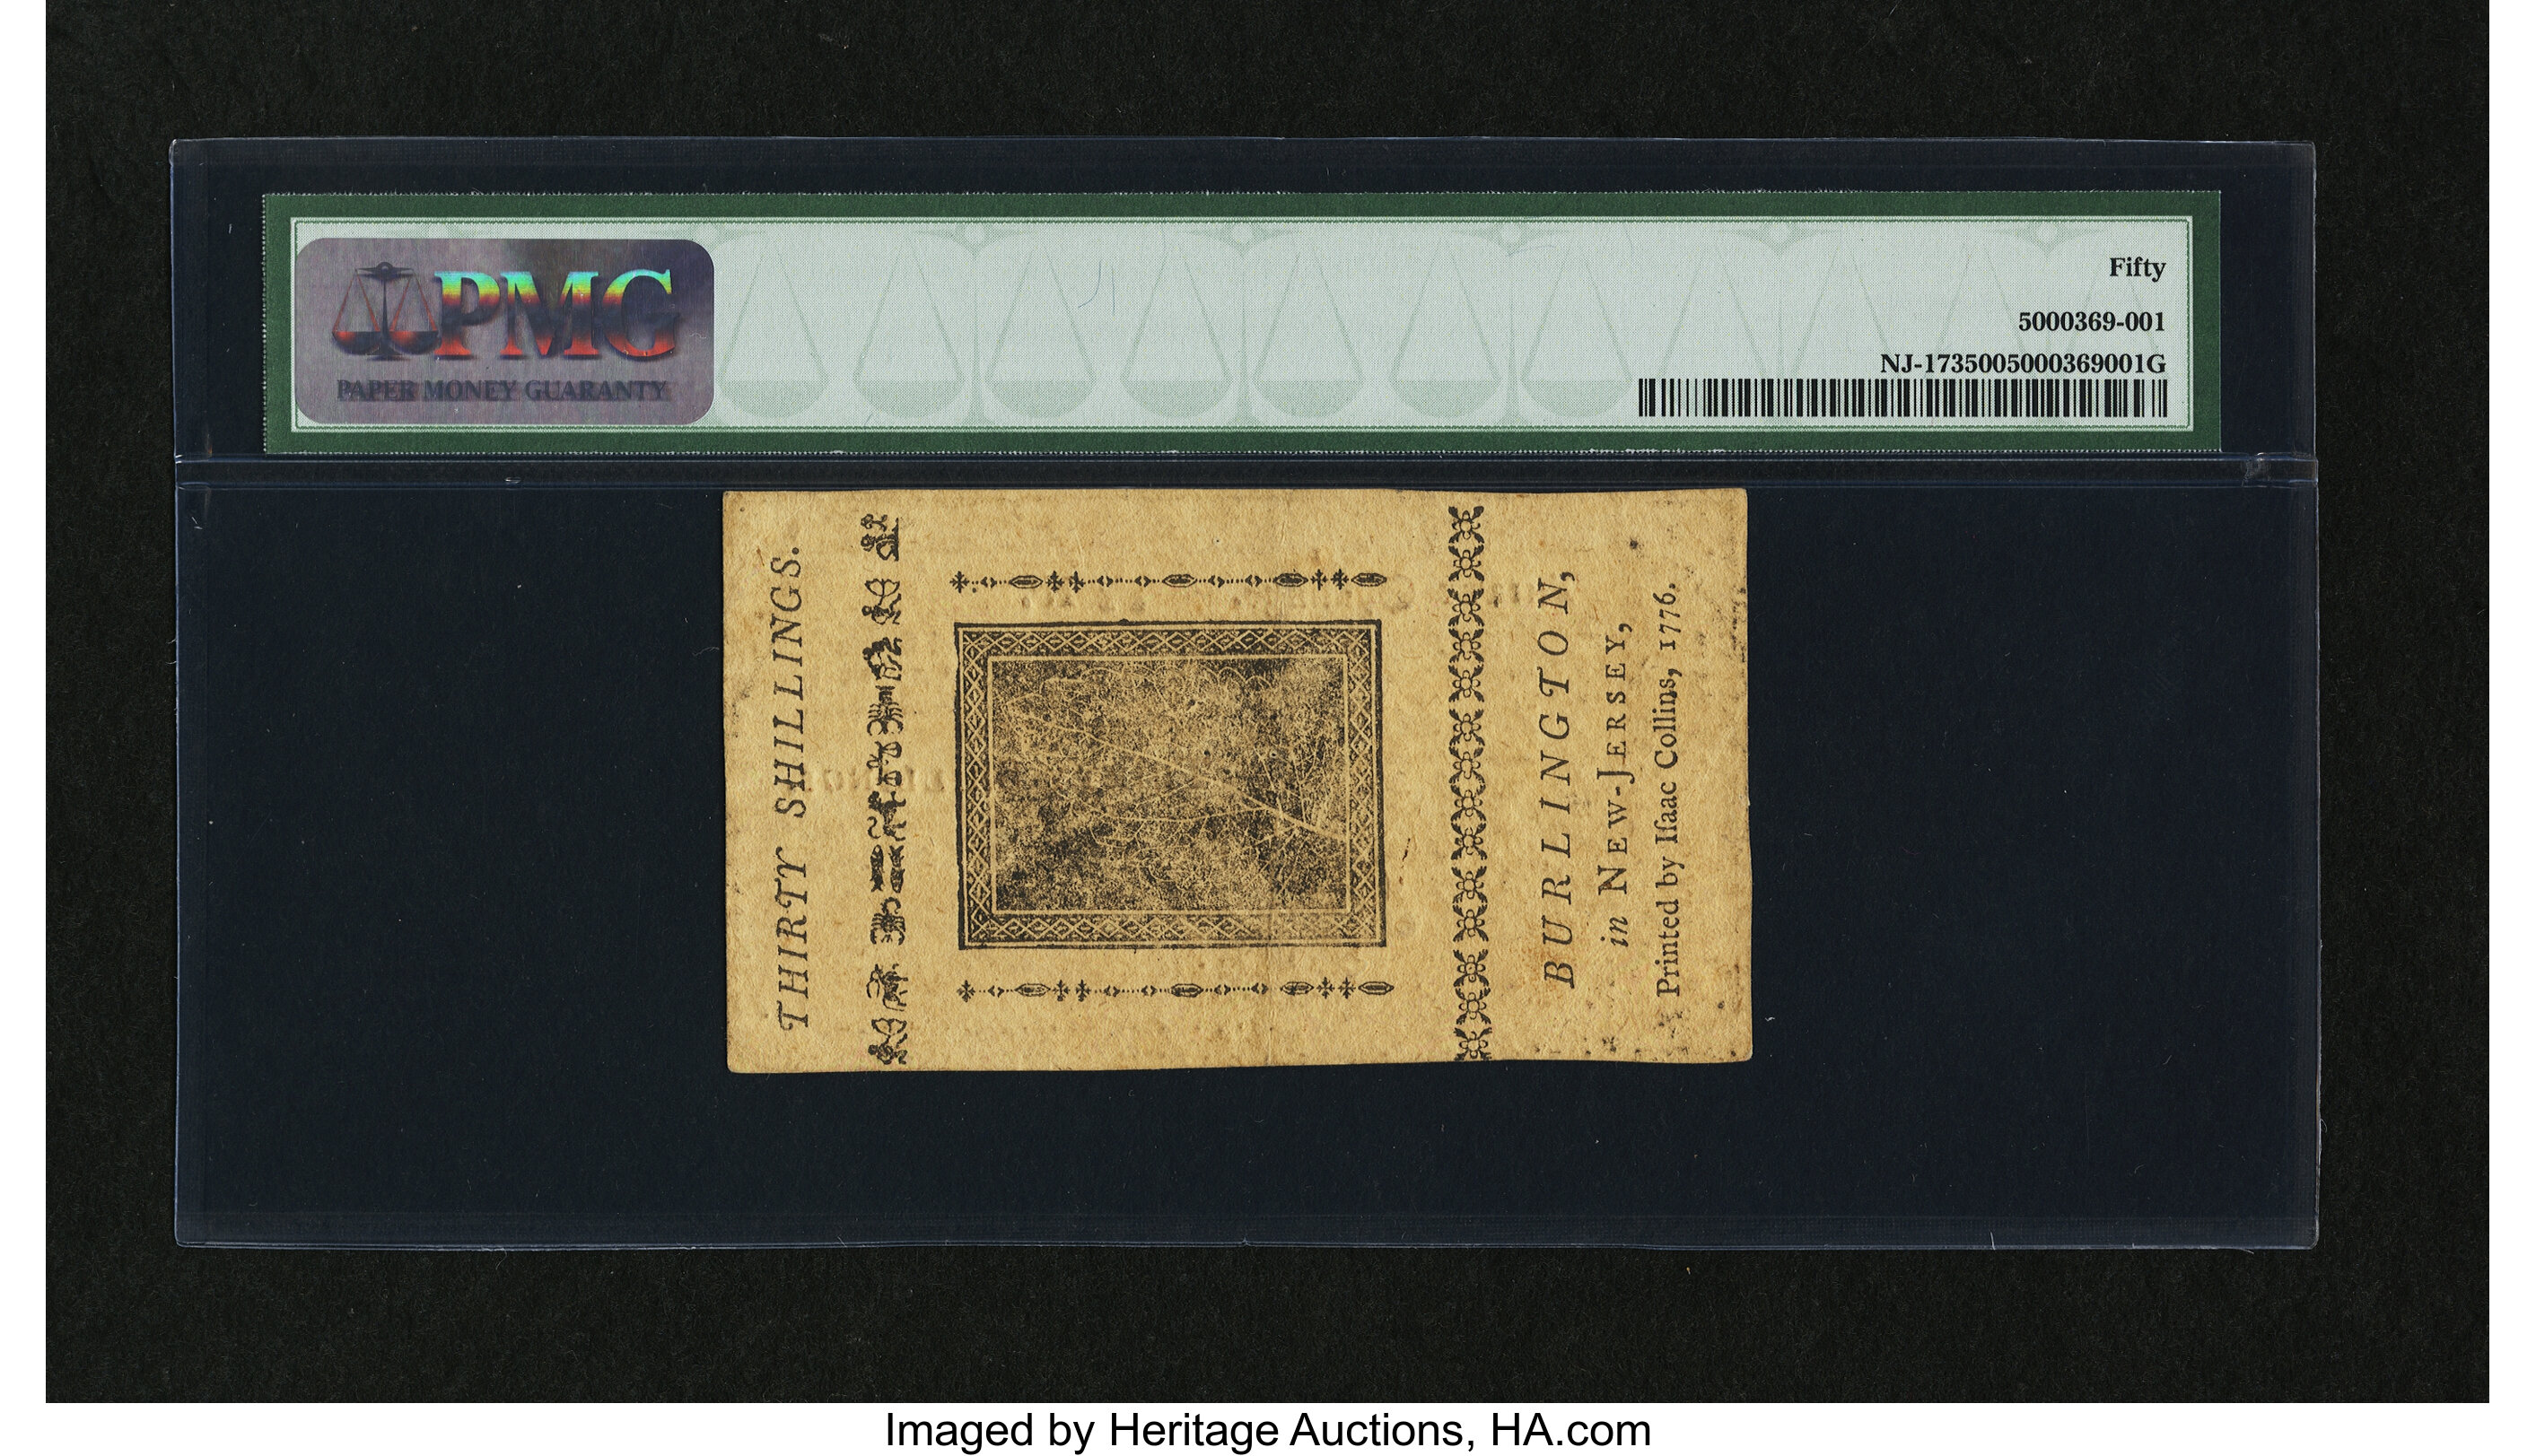 PMG
PAPER MONEY GUARANTY
Fifty
5000369-001
NJ-1735005000369001G
THIRTY SHILLINGS.
BURLINGTON,
in NEW-JERSEY,
Printed by Iſaac Collins, 1776.
Imaged by Heritage Auctions, HA.com